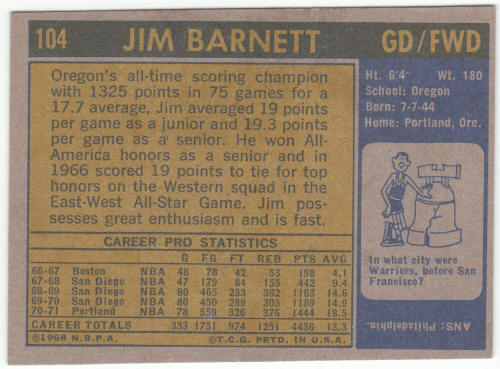 104 JIM BARNETT GD/FWD
Oregon's all-time scoring champion
with 1325 points in 75 games for a
17.7 average, Jim averaged 19 points
per game as a junior and 19.3 points
per game as a senior. He won All-
America honors as a senior and in
1966 scored 19 points to tie for top
honors on the Western squad in the
East-West All-Star Game. Jim pos-
sesses great enthusiasm and is fast.
Ht. 6'4" Wt. 180
School: Oregon
Born: 7-7-44
Home: Portland, Ore.
In what city were
Warriors, before San
Francisco?
ANS: Philadelphia.
CAREER PRO STATISTICS
G FG FT REB PTS AVG
66-67 Boston NBA 48 78 42 53 198 4.1
67-68 San Diego NBA 47 179 84 155 442 9.4
68-69 San Diego NBA 80 465 233 362 1163 14.6
69-70 San Diego NBA 80 450 289 305 1189 14.9
70-71 Portland NBA 78 559 326 376 1444 18.5
CAREER TOTALS 333 1731 974 1251 4436 13.3
©1968 N.B.P.A. ©T.C.G. PRTD. IN U.S.A.